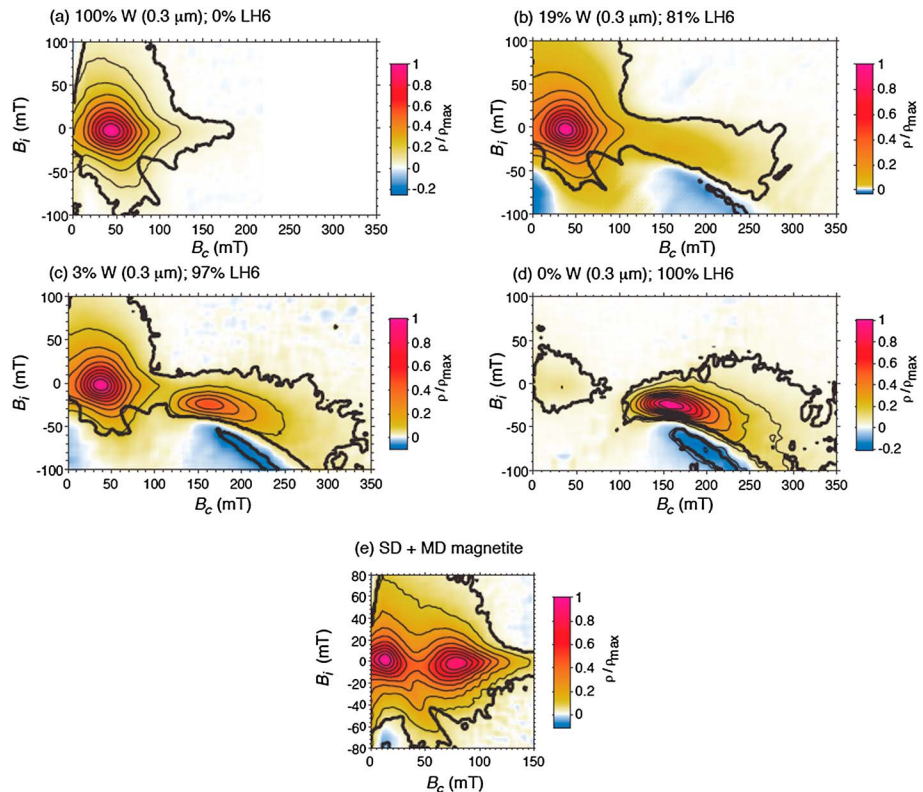 (a) 100% W (0.3 μm); 0% LH6
100
50
0
-50
-100
Bi (mT)
0 50 100 150 200 250 300 350
Bc (mT)
1
0.8
0.6
0.4
0.2
0
-0.2
ρ / ρmax
(b) 19% W (0.3 μm); 81% LH6
100
50
0
-50
-100
Bi (mT)
0 50 100 150 200 250 300 350
Bc (mT)
1
0.8
0.6
0.4
0.2
0
ρ / ρmax
(c) 3% W (0.3 μm); 97% LH6
100
50
0
-50
-100
Bi (mT)
0 50 100 150 200 250 300 350
Bc (mT)
1
0.8
0.6
0.4
0.2
0
ρ / ρmax
(d) 0% W (0.3 μm); 100% LH6
100
50
0
-50
-100
Bi (mT)
0 50 100 150 200 250 300 350
Bc (mT)
1
0.8
0.6
0.4
0.2
0
-0.2
ρ / ρmax
(e) SD + MD magnetite
80
60
40
20
0
-20
-40
-60
-80
Bi (mT)
0 50 100 150
Bc (mT)
1
0.8
0.6
0.4
0.2
0
ρ / ρmax